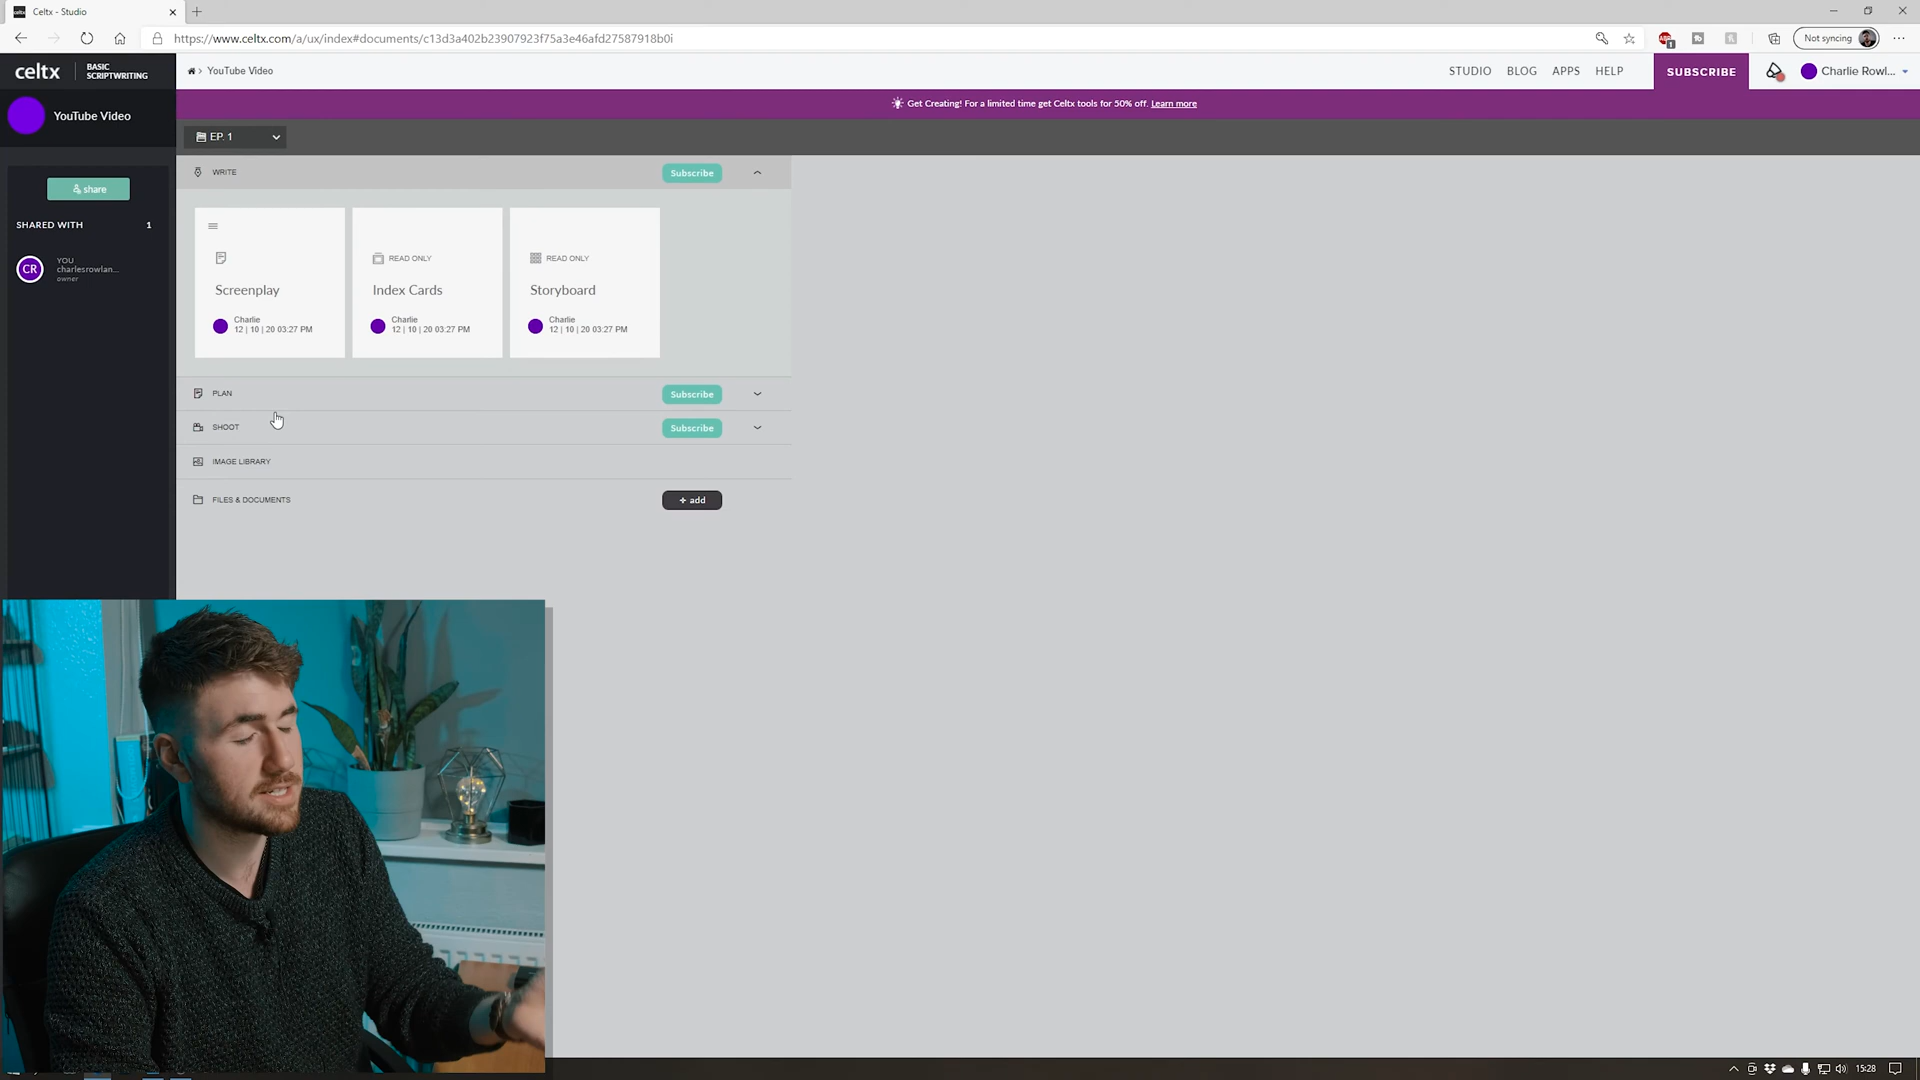 Celtx - Studio
https://www.celtx.com/a/ux/index#documents/c13d3a402b23907923f75a3e46afd27587918b0i
1
Not syncing
celtx
BASIC
SCRIPTWRITING
YouTube Video
STUDIO
BLOG
APPS
HELP
SUBSCRIBE
Charlie Rowl...
YouTube Video
Get Creating! For a limited time get Celtx tools for 50% off. Learn more
EP. 1
share
SHARED WITH 1
CR
YOU
charlesrowlan...
owner
WRITE
Subscribe
Screenplay
Charlie
12 | 10 | 20 03:27 PM
READ ONLY
Index Cards
Charlie
12 | 10 | 20 03:27 PM
READ ONLY
Storyboard
Charlie
12 | 10 | 20 03:27 PM
PLAN
Subscribe
SHOOT
Subscribe
IMAGE LIBRARY
FILES & DOCUMENTS
+ add
15:28